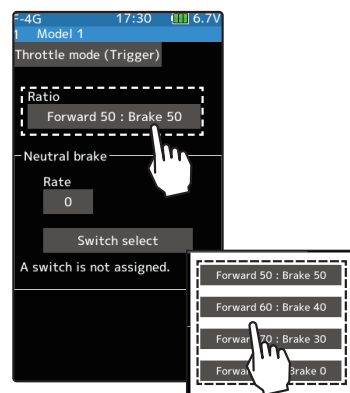 F-4G 17:30 6.7V
1 Model 1
Throttle mode (Trigger)
Ratio
Forward 50 : Brake 50
Neutral brake
Rate
0
Switch select
A switch is not assigned.
Forward 50 : Brake 50
Forward 60 : Brake 40
Forward 70 : Brake 30
Brake 0